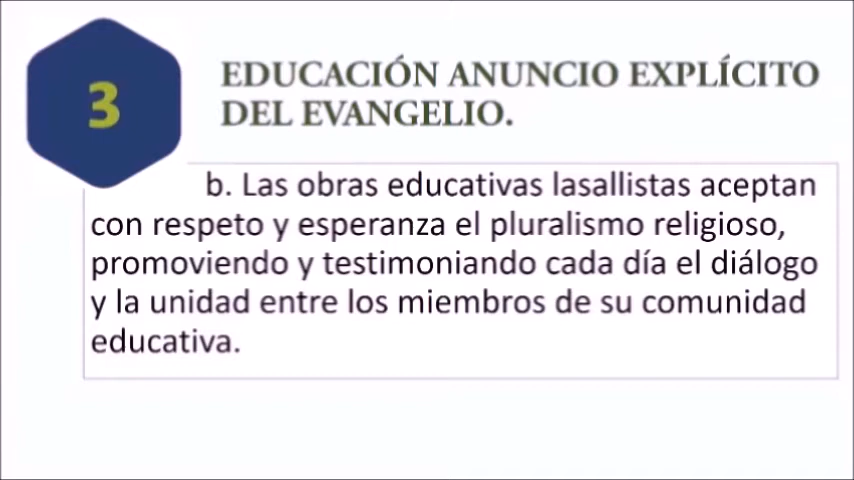 3
EDUCACIÓN ANUNCIO EXPLÍCITO
DEL EVANGELIO.
b. Las obras educativas lasallistas aceptan
con respeto y esperanza el pluralismo religioso,
promoviendo y testimoniando cada día el diálogo
y la unidad entre los miembros de su comunidad
educativa.